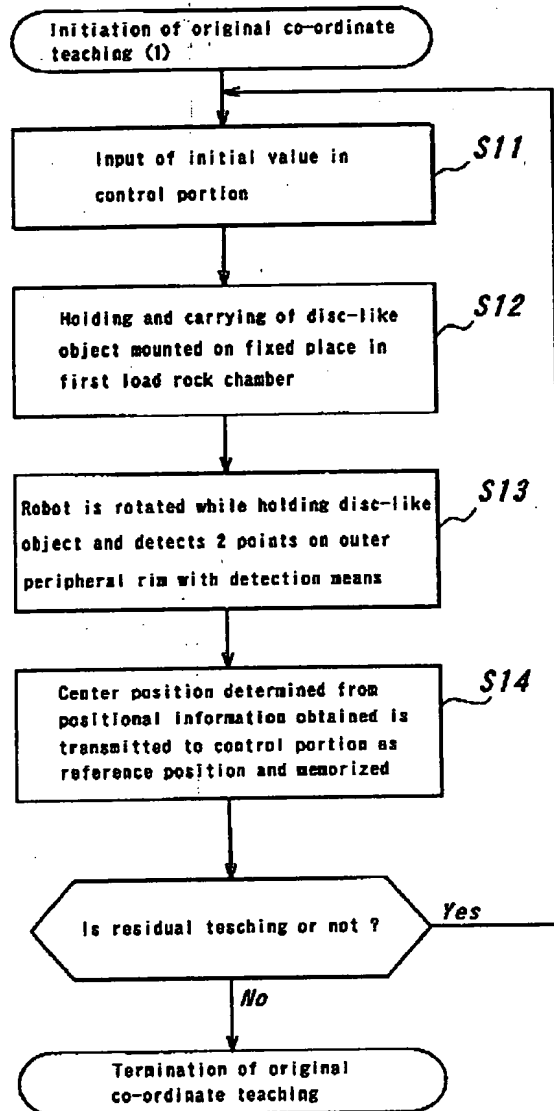 Initiation of original co-ordinate
teaching (1)
Input of initial value in
control portion
S11
Holding and carrying of disc-like
object mounted on fixed place in
first load rock chamber
S12
Robot is rotated while holding disc-like
object and detects 2 points on outer
peripheral rim with detection means
S13
Center position determined from
positional information obtained is
transmitted to control portion as
reference position and memorized
S14
Is residual tesching or not ?
Yes
No
Termination of original
co-ordinate teaching